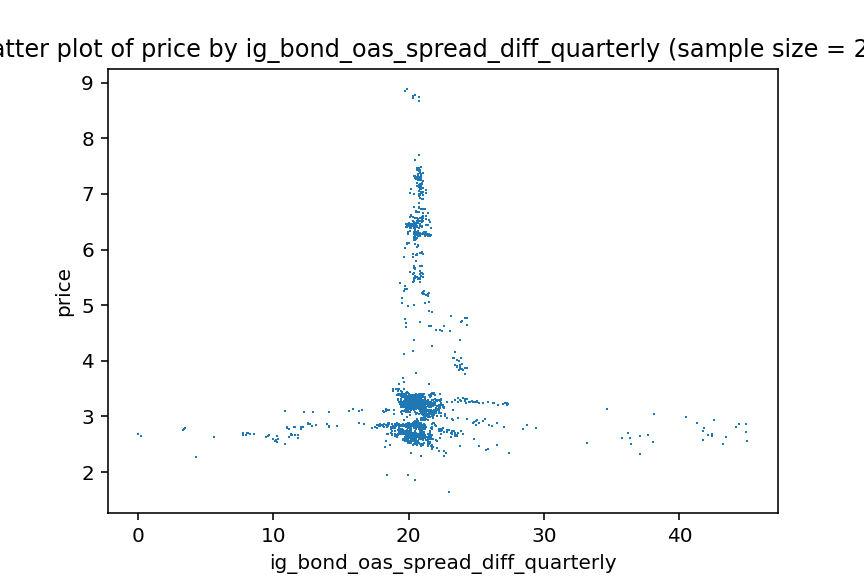 atter plot of price by ig_bond_oas_spread_diff_quarterly (sample size = 2
9
8
7
6
5
4
3
2
price
0 10 20 30 40
ig_bond_oas_spread_diff_quarterly